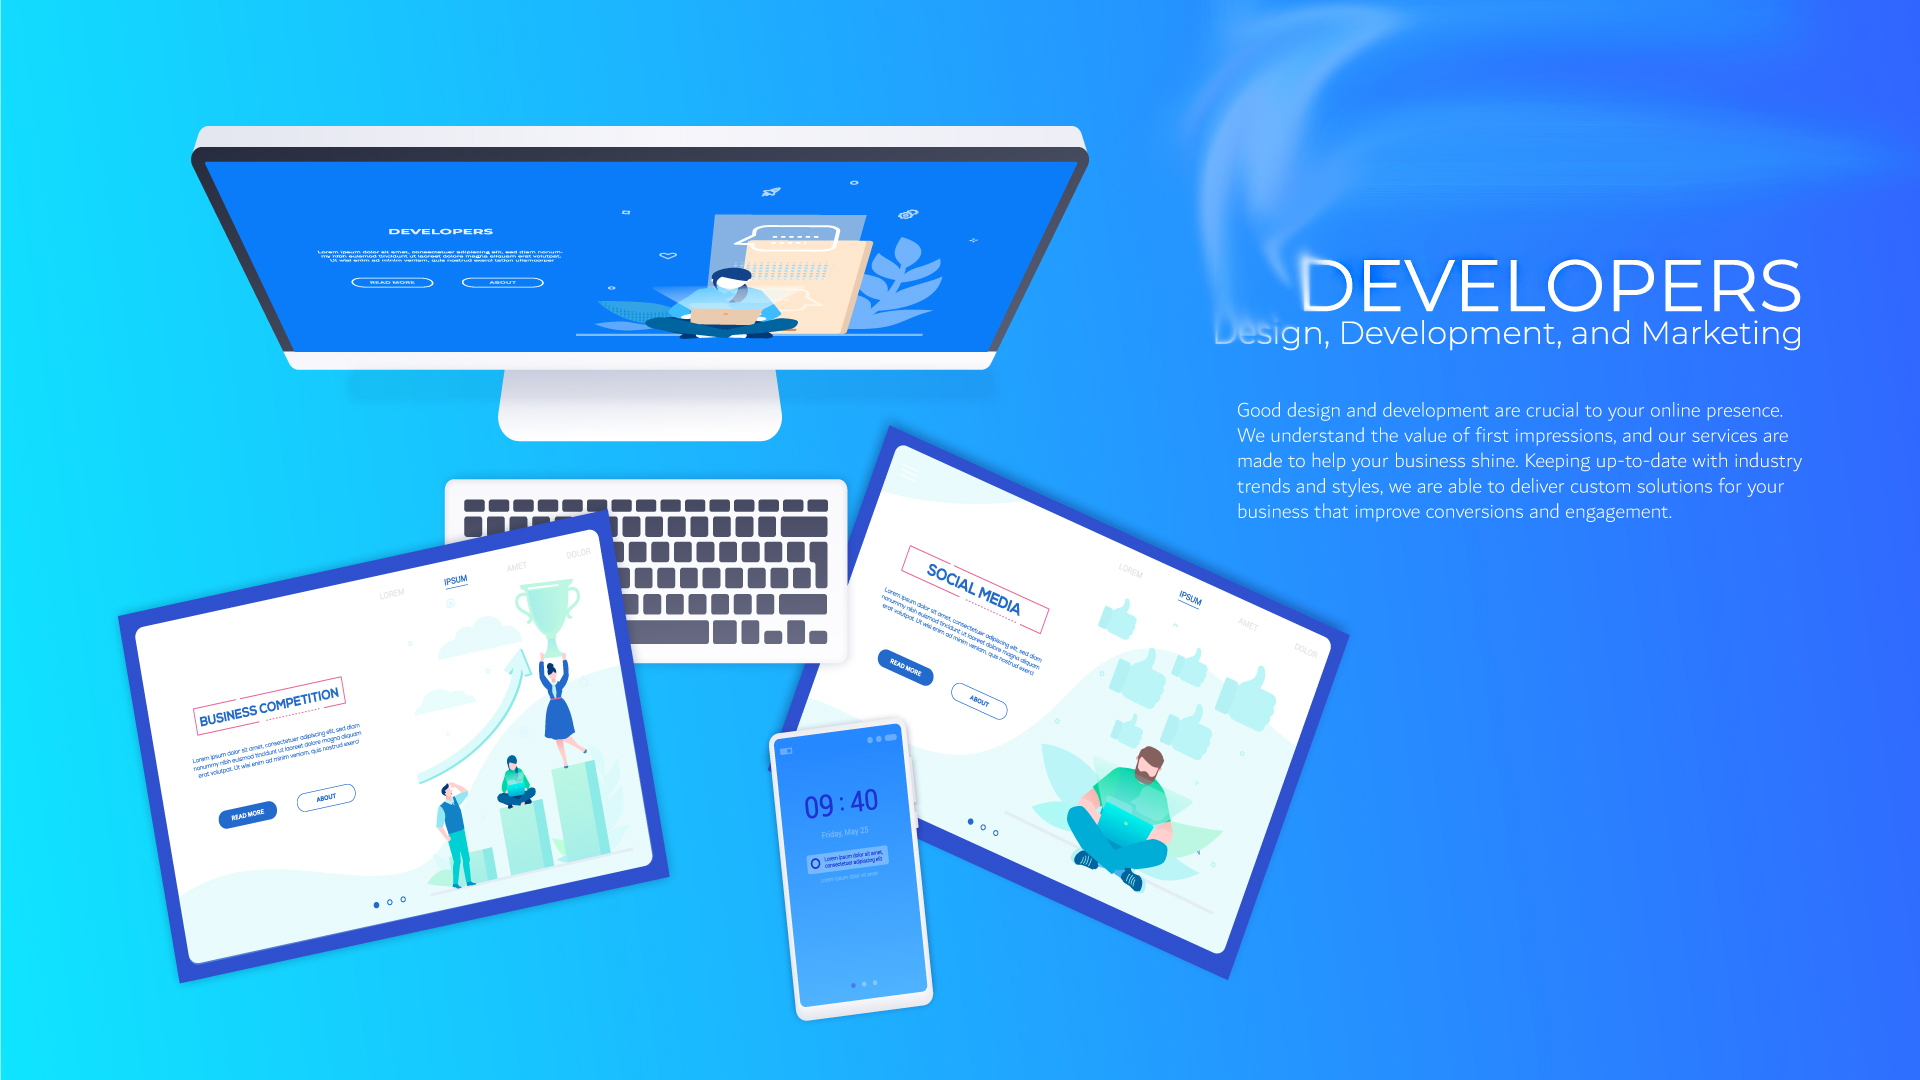 DEVELOPERS
Lorem ipsum dolor sit amet, consectetuer adipiscing elit, sed diam nonum-
my nibh euismod tincidunt ut laoreet dolore magna aliquam erat volutpat.
Ut wisi enim ad minim veniam, quis nostrud exerci tation ullamcorper
READ MORE
ABOUT
DEVELOPERS
Design, Development, and Marketing
Good design and development are crucial to your online presence.
We understand the value of first impressions, and our services are
made to help your business shine. Keeping up-to-date with industry
trends and styles, we are able to deliver custom solutions for your
business that improve conversions and engagement.
LOREM
IPSUM
AMET
DOLOR
BUSINESS COMPETITION
Lorem ipsum dolor sit amet, consectetuer adipiscing elit, sed diam
nonummy nibh euismod tincidunt ut laoreet dolore magna aliquam
erat volutpat. Ut wisi enim ad minim veniam, quis nostrud exerci
READ MORE
ABOUT
LOREM
IPSUM
AMET
DOLOR
SOCIAL MEDIA
Lorem ipsum dolor sit amet, consectetuer adipiscing elit, sed diam
nonummy nibh euismod tincidunt ut laoreet dolore magna aliquam
erat volutpat. Ut wisi enim ad minim veniam, quis nostrud exerci
READ MORE
ABOUT
09:40
Friday, May 25
Lorem ipsum dolor sit amet,
consectetuer adipiscing elit
Lorem ipsum dolor sit amet